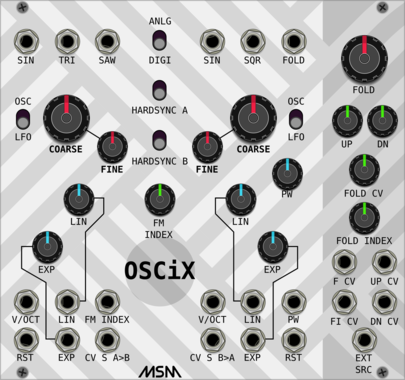 ANLG
SIN TRI SAW DIGI SIN SQR FOLD
FOLD
OSC HARDSYNC A OSC
LFO LFO
COARSE COARSE UP DN
FINE HARDSYNC B FINE
FOLD CV
PW
LIN FM LIN
INDEX
FOLD INDEX
EXP EXP
OSCiX
F CV UP CV
V/OCT LIN FM INDEX V/OCT LIN PW FI CV DN CV
RST EXP CV S A>B CV S B>A EXP RST EXT
SRC
MSM